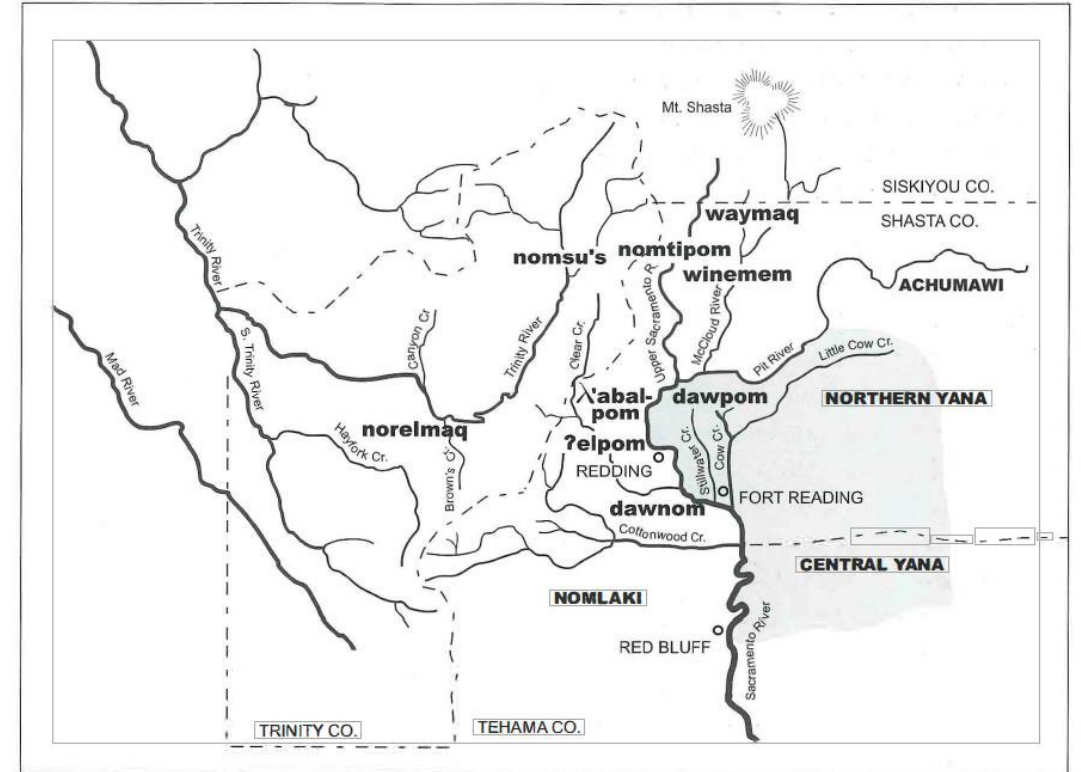 Mt. Shasta
SISKIYOU CO.
SHASTA CO.
waymaq
Trinity River
nomsu's
nomtipom
winemem
ACHUMAWI
Upper Sacramento R.
McCloud River
Pit River
Little Cow Cr.
Canyon Cr
Trinity River
Clear Cr.
S. Trinity River
Mad River
ƛ'abal-
pom
dawpom
NORTHERN YANA
norelmaq
Hayfork Cr.
Brown's Cr.
?elpom
REDDING
Stillwater Cr.
Cow Cr.
FORT READING
dawnom
Cottonwood Cr.
CENTRAL YANA
NOMLAKI
RED BLUFF
Sacramento River
TRINITY CO.
TEHAMA CO.